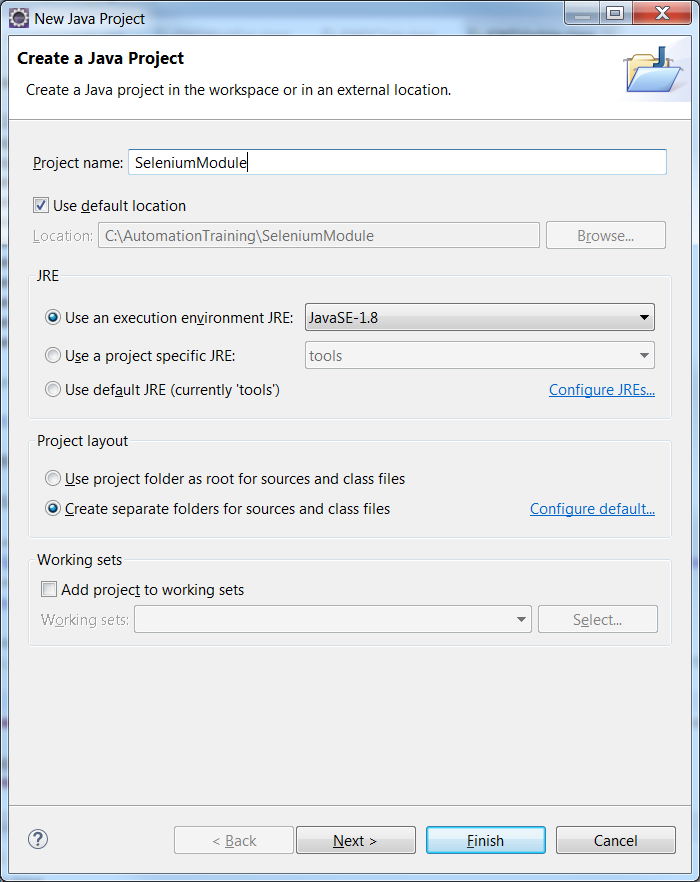 New Java Project
Create a Java Project
Create a Java project in the workspace or in an external location.
Project name: SeleniumModule
Use default location
Location: C:\AutomationTraining\SeleniumModule Browse...
JRE
Use an execution environment JRE: JavaSE-1.8
Use a project specific JRE: tools
Use default JRE (currently 'tools') Configure JREs...
Project layout
Use project folder as root for sources and class files
Create separate folders for sources and class files Configure default...
Working sets
Add project to working sets
Working sets: Select...
? < Back Next > Finish Cancel